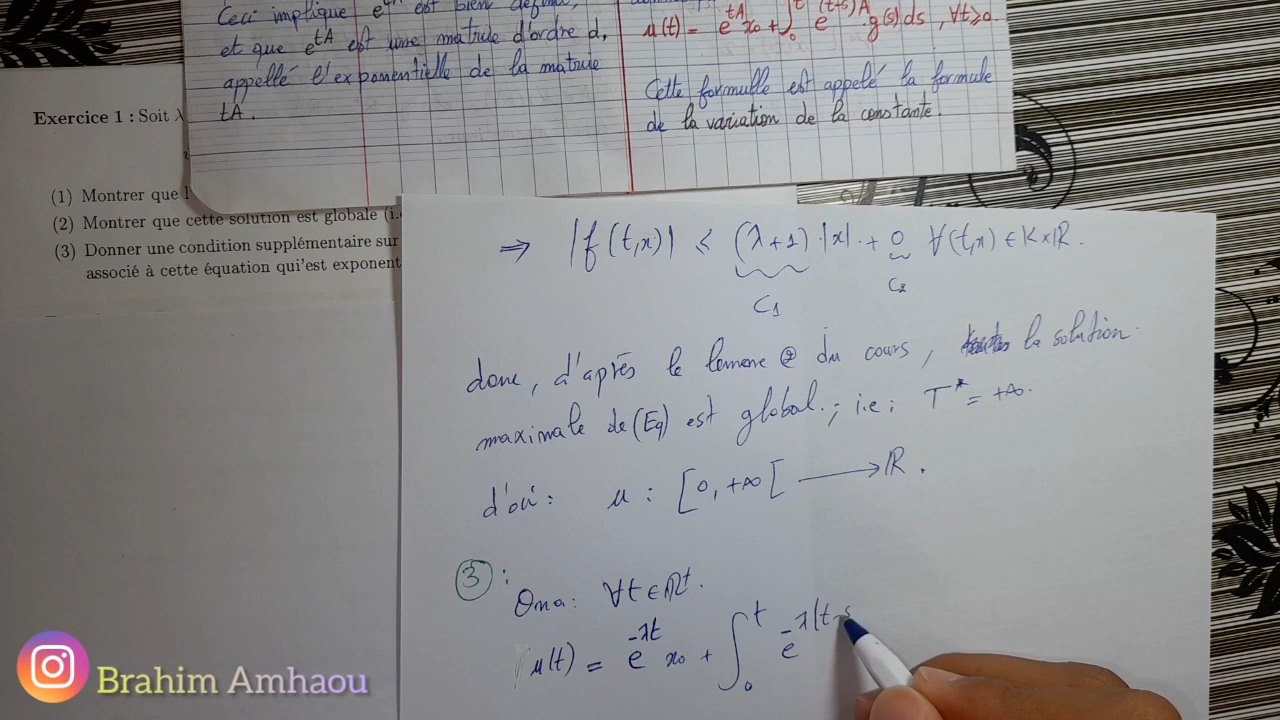 Ceci implique e^{tA} est bien défini,
et que e^{tA} est une matrice d'ordre d,
appellé l'exponentielle de la matrice
tA.
u(t) = e^{tA} x₀ + ∫₀^t e^{(t+s)A} g(s) ds, ∀t≥0.
Cette formulle est appelé la formule
de la variation de la constante.
Exercice 1 : Soit λ
(1) Montrer que l
(2) Montrer que cette solution est globale (i.
(3) Donner une condition supplémentaire sur
associé à cette équation qui'est exponent
⇒ |f(t,x)| ≤ (λ+1)·|x| + 0 ∀(t,x) ∈ K×ℝ.
C₁ C₂
donc, d'après le lemme ② du cours, la solution
maximale de (Eq) est global.; i.e: T* = +∞.
d'où: u : [0, +∞[ ⟶ ℝ.
③ :
On a: ∀t ∈ ℝ⁺.
u(t) = e^{-λt} x₀ + ∫₀^t e^{-λ(t-s
Brahim Amhaou